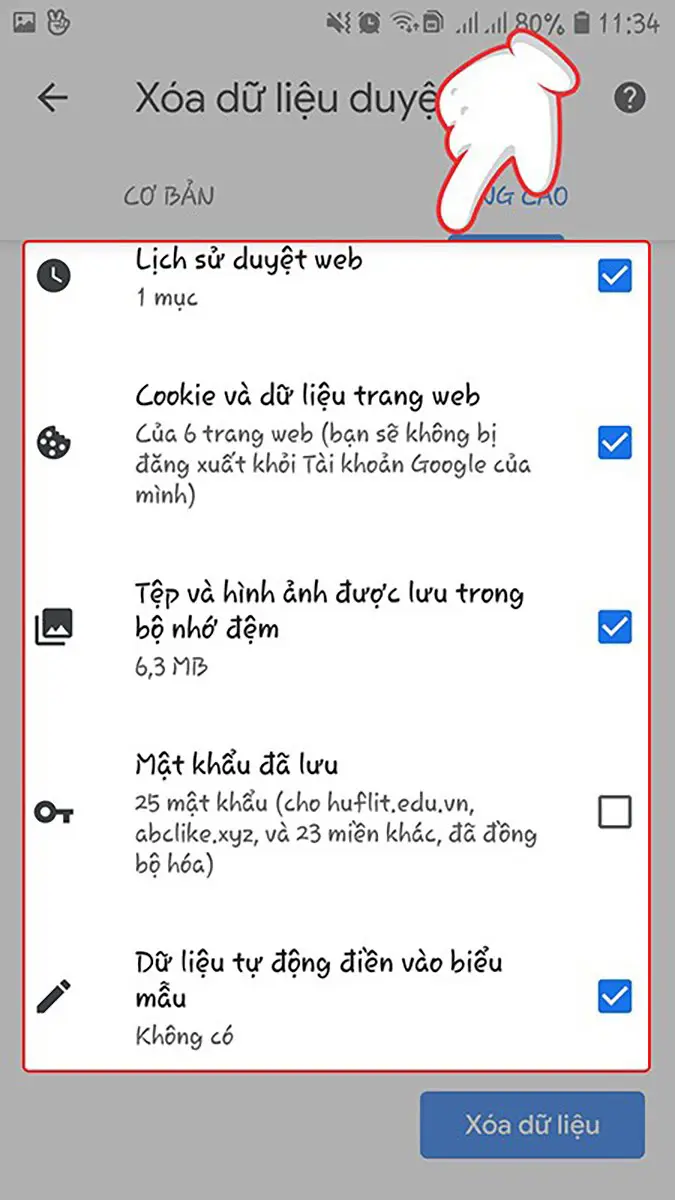 80% 11:34
Xóa dữ liệu duyệ
CƠ BẢN
NG CAO
Lịch sử duyệt web
1 mục
Cookie và dữ liệu trang web
Của 6 trang web (bạn sẽ không bị
đăng xuất khỏi Tài khoản Google của
mình)
Tệp và hình ảnh được lưu trong
bộ nhớ đệm
6,3 MB
Mật khẩu đã lưu
25 mật khẩu (cho huflit.edu.vn,
abclike.xyz, và 23 miền khác, đã đồng
bộ hóa)
Dữ liệu tự động điền vào biểu
mẫu
Không có
Xóa dữ liệu